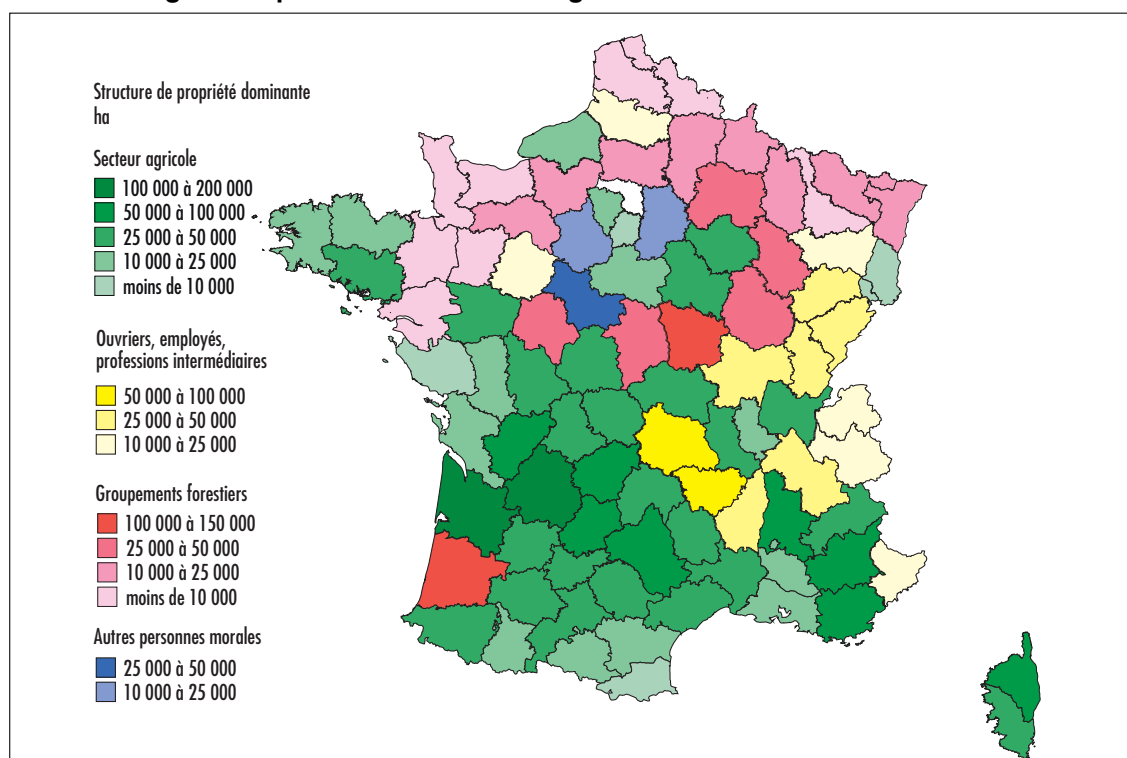 Structure de propriété dominante
ha
Secteur agricole
100 000 à 200 000
50 000 à 100 000
25 000 à 50 000
10 000 à 25 000
moins de 10 000
Ouvriers, employés,
professions intermédiaires
50 000 à 100 000
25 000 à 50 000
10 000 à 25 000
Groupements forestiers
100 000 à 150 000
25 000 à 50 000
10 000 à 25 000
moins de 10 000
Autres personnes morales
25 000 à 50 000
10 000 à 25 000